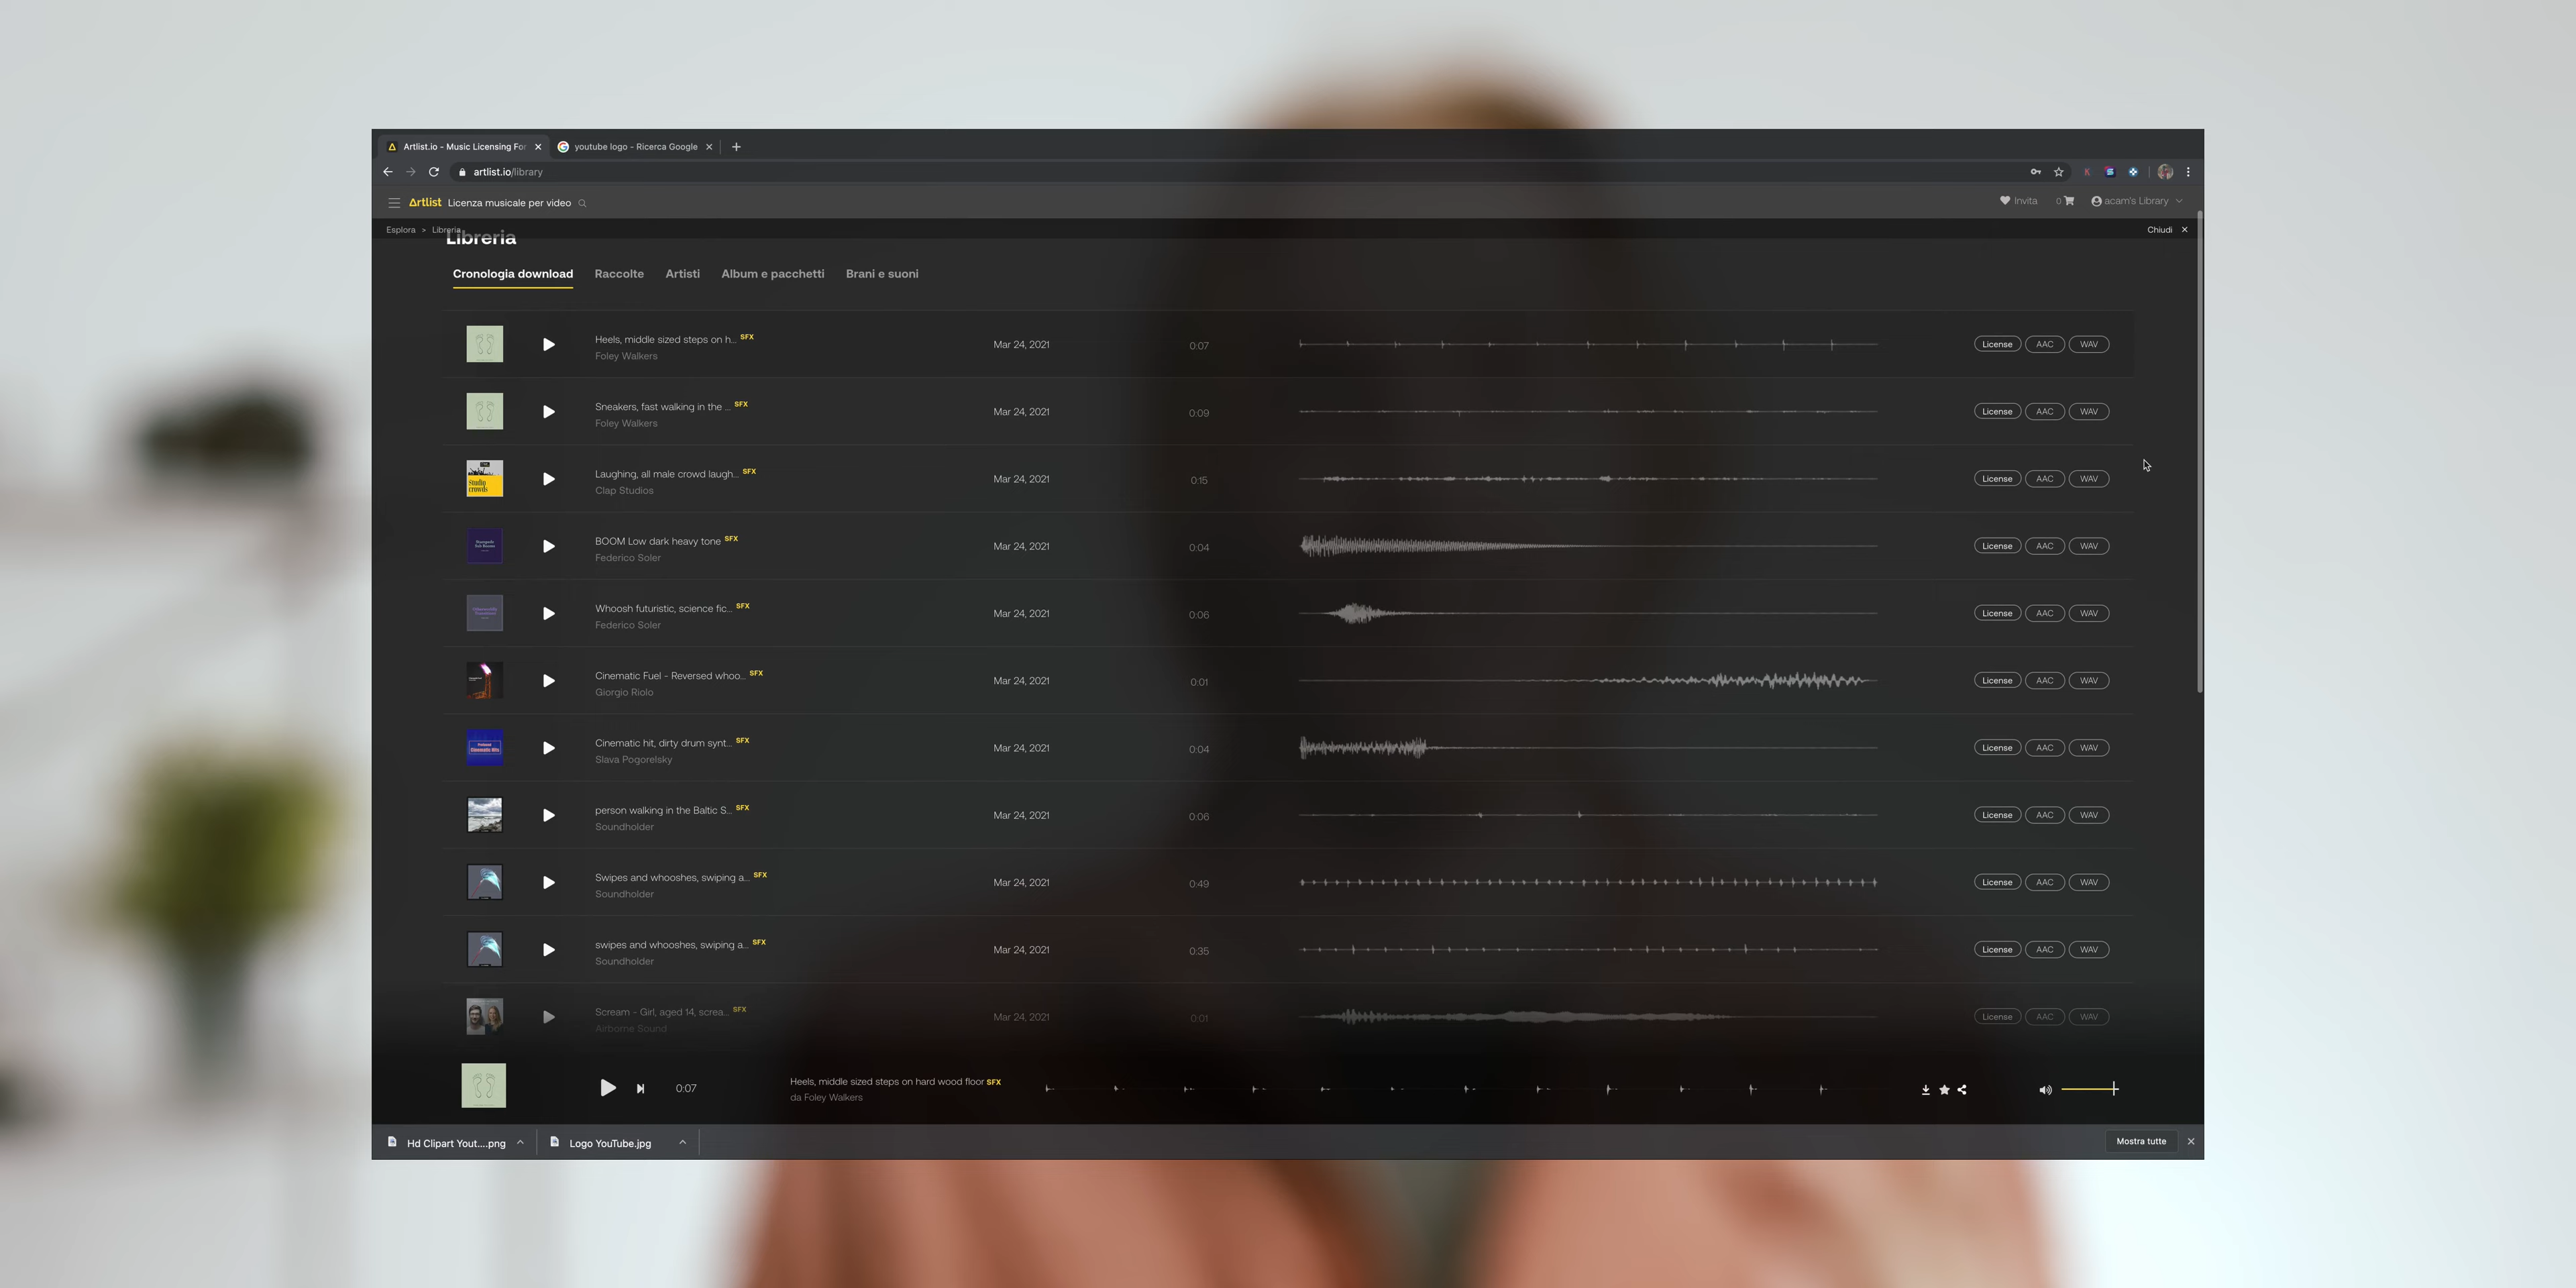 Artlist.io - Music Licensing For
youtube logo - Ricerca Google
artlist.io/library
Artlist Licenza musicale per video
Invita
0
acam's Library
Esplora > Libreria
Chiudi
Libreria
Cronologia download Raccolte Artisti Album e pacchetti Brani e suoni
Heels, middle sized steps on h... SFX
Foley Walkers
Mar 24, 2021 0:07 License AAC WAV
Sneakers, fast walking in the ... SFX
Foley Walkers
Mar 24, 2021 0:09 License AAC WAV
Studio
crowds
Laughing, all male crowd laugh... SFX
Clap Studios
Mar 24, 2021 0:15 License AAC WAV
BOOM Low dark heavy tone SFX
Federico Soler
Mar 24, 2021 0:04 License AAC WAV
Whoosh futuristic, science fic... SFX
Federico Soler
Mar 24, 2021 0:06 License AAC WAV
Cinematic Fuel - Reversed whoo... SFX
Giorgio Riolo
Mar 24, 2021 0:01 License AAC WAV
Cinematic Hits
Cinematic hit, dirty drum synt... SFX
Slava Pogorelsky
Mar 24, 2021 0:04 License AAC WAV
person walking in the Baltic S... SFX
Soundholder
Mar 24, 2021 0:06 License AAC WAV
Swipes and whooshes, swiping a... SFX
Soundholder
Mar 24, 2021 0:49 License AAC WAV
swipes and whooshes, swiping a... SFX
Soundholder
Mar 24, 2021 0:35 License AAC WAV
Scream - Girl, aged 14, screa... SFX
Airborne Sound
Mar 24, 2021 0:01 License AAC WAV
0:07
Heels, middle sized steps on hard wood floor SFX
da Foley Walkers
Hd Clipart Yout....png
Logo YouTube.jpg
Mostra tutte